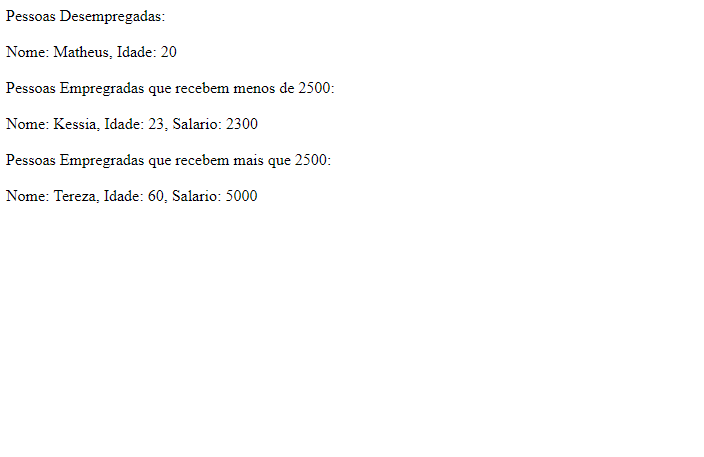 Pessoas Desempregadas:
Nome: Matheus, Idade: 20
Pessoas Empregradas que recebem menos de 2500:
Nome: Kessia, Idade: 23, Salario: 2300
Pessoas Empregradas que recebem mais que 2500:
Nome: Tereza, Idade: 60, Salario: 5000